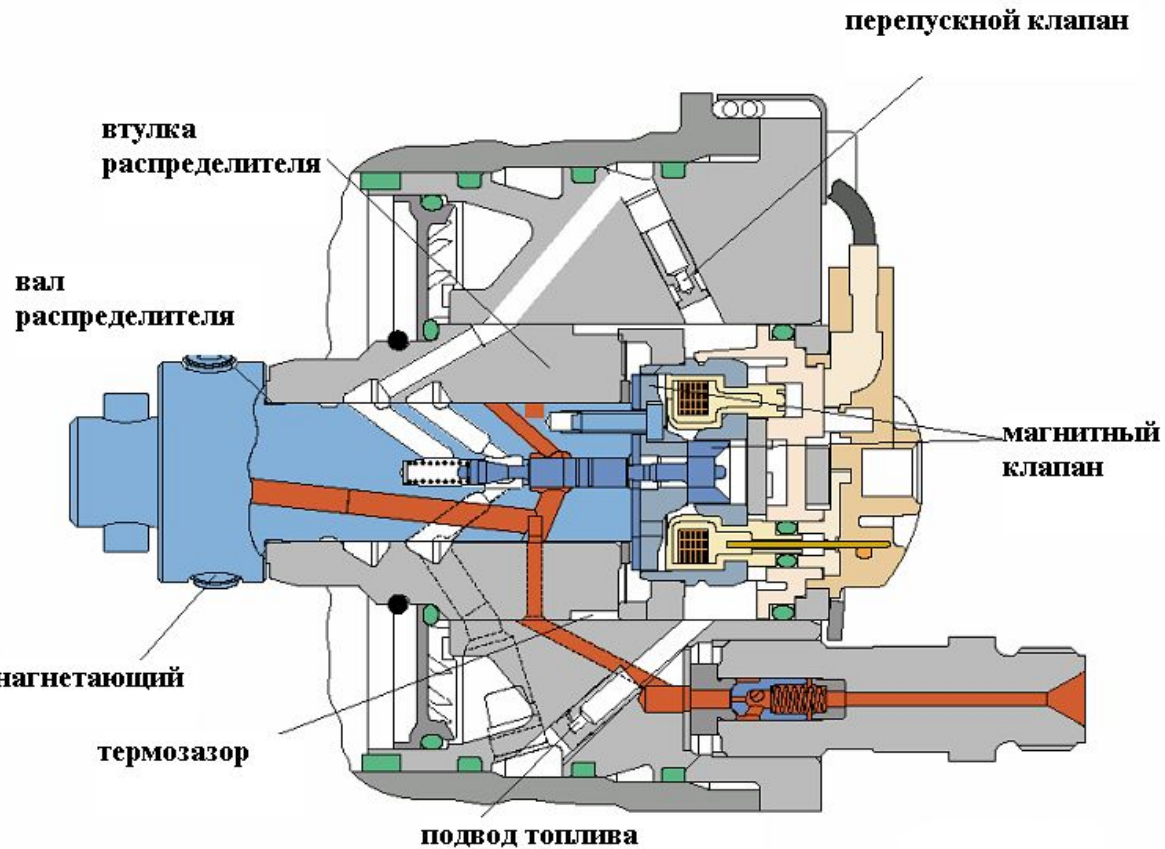 перепускной клапан
втулка
распределителя
вал
распределителя
магнитный
клапан
нагнетающий
термозазор
подвод топлива